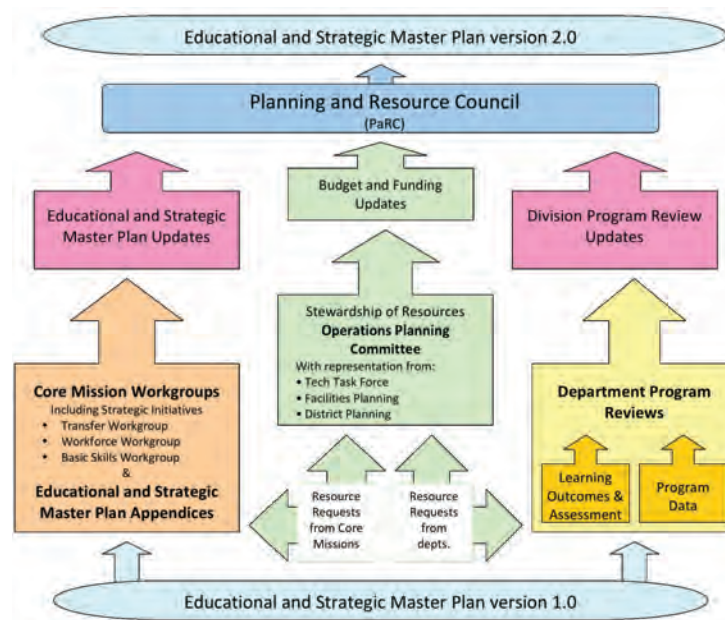 Educational and Strategic Master Plan version 2.0
Planning and Resource Council
(PaRC)
Educational and Strategic
Master Plan Updates
Budget and Funding
Updates
Division Program Review
Updates
Stewardship of Resources
Operations Planning
Committee
With representation from:
• Tech Task Force
• Facilities Planning
• District Planning
Core Mission Workgroups
Including Strategic Initiatives
• Transfer Workgroup
• Workforce Workgroup
• Basic Skills Workgroup
&
Educational and Strategic
Master Plan Appendices
Resource
Requests
from Core
Missions
Resource
Requests
from
depts.
Department Program
Reviews
Learning
Outcomes &
Assessment
Program
Data
Educational and Strategic Master Plan version 1.0